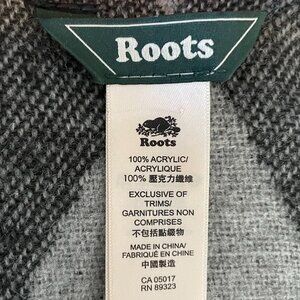 Roots
Roots
100% ACRYLIC/
ACRYLIQUE
100% 壓克力纖維
EXCLUSIVE OF
TRIMS/
GARNITURES NON
COMPRISES
不包括點綴物
MADE IN CHINA/
FABRIQUÉ EN CHINE
中國製造
CA 05017
RN 89323